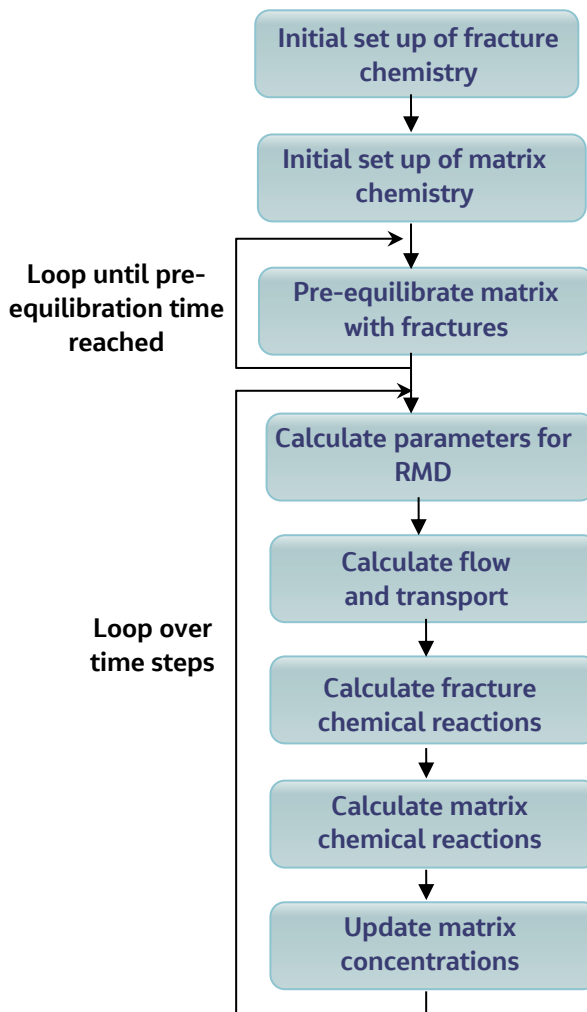 Initial set up of fracture
chemistry
Initial set up of matrix
chemistry
Loop until pre-
equilibration time
reached
Pre-equilibrate matrix
with fractures
Calculate parameters for
RMD
Calculate flow
and transport
Loop over
time steps
Calculate fracture
chemical reactions
Calculate matrix
chemical reactions
Update matrix
concentrations